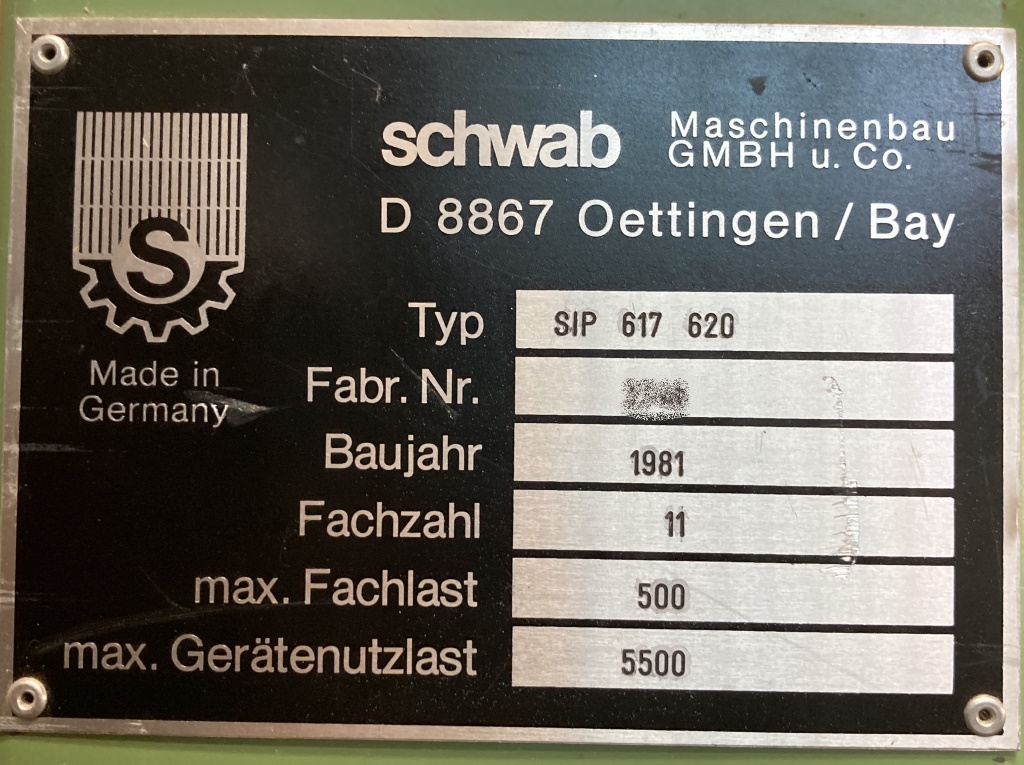 schwab Maschinenbau
GMBH u. Co.
D 8867 Oettingen / Bay
S
Made in
Germany
Typ SIP 617 620
Fabr. Nr.
Baujahr 1981
Fachzahl 11
max. Fachlast 500
max. Gerätenutzlast 5500